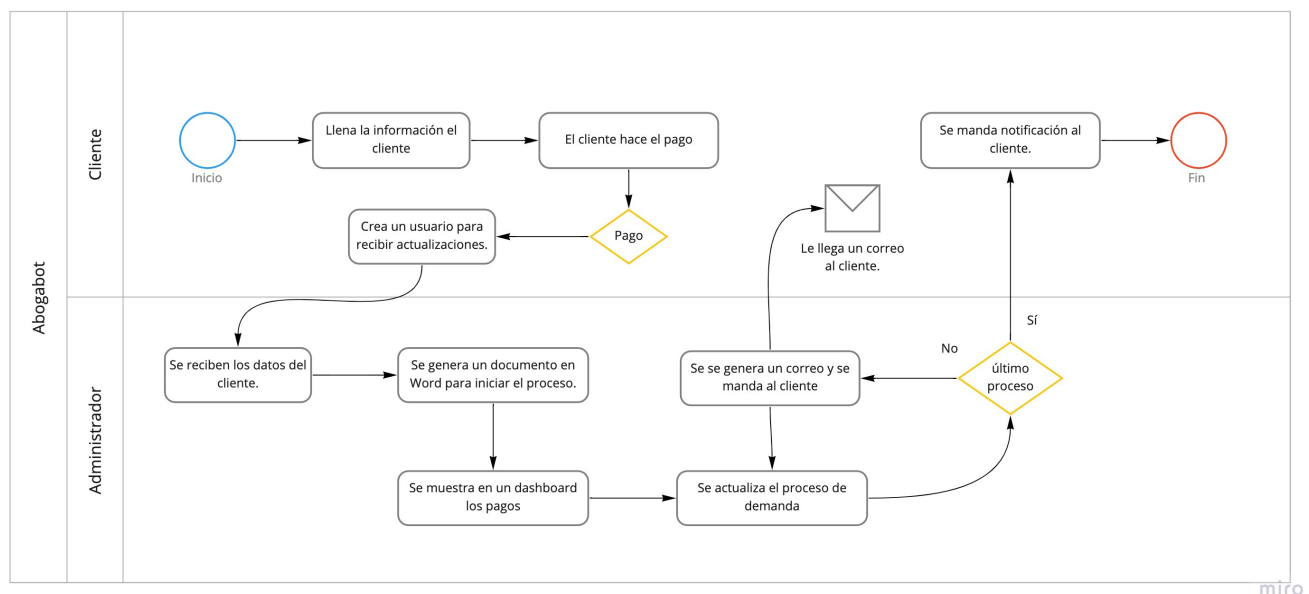 Abogabot
Cliente
Inicio
Llena la información el
cliente
El cliente hace el pago
Pago
Crea un usuario para
recibir actualizaciones.
Le llega un correo
al cliente.
Se manda notificación al
cliente.
Fin
Administrador
Se reciben los datos del
cliente.
Se genera un documento en
Word para iniciar el proceso.
Se muestra en un dashboard
los pagos
Se se genera un correo y se
manda al cliente
Se actualiza el proceso de
demanda
No
Sí
último
proceso
miro